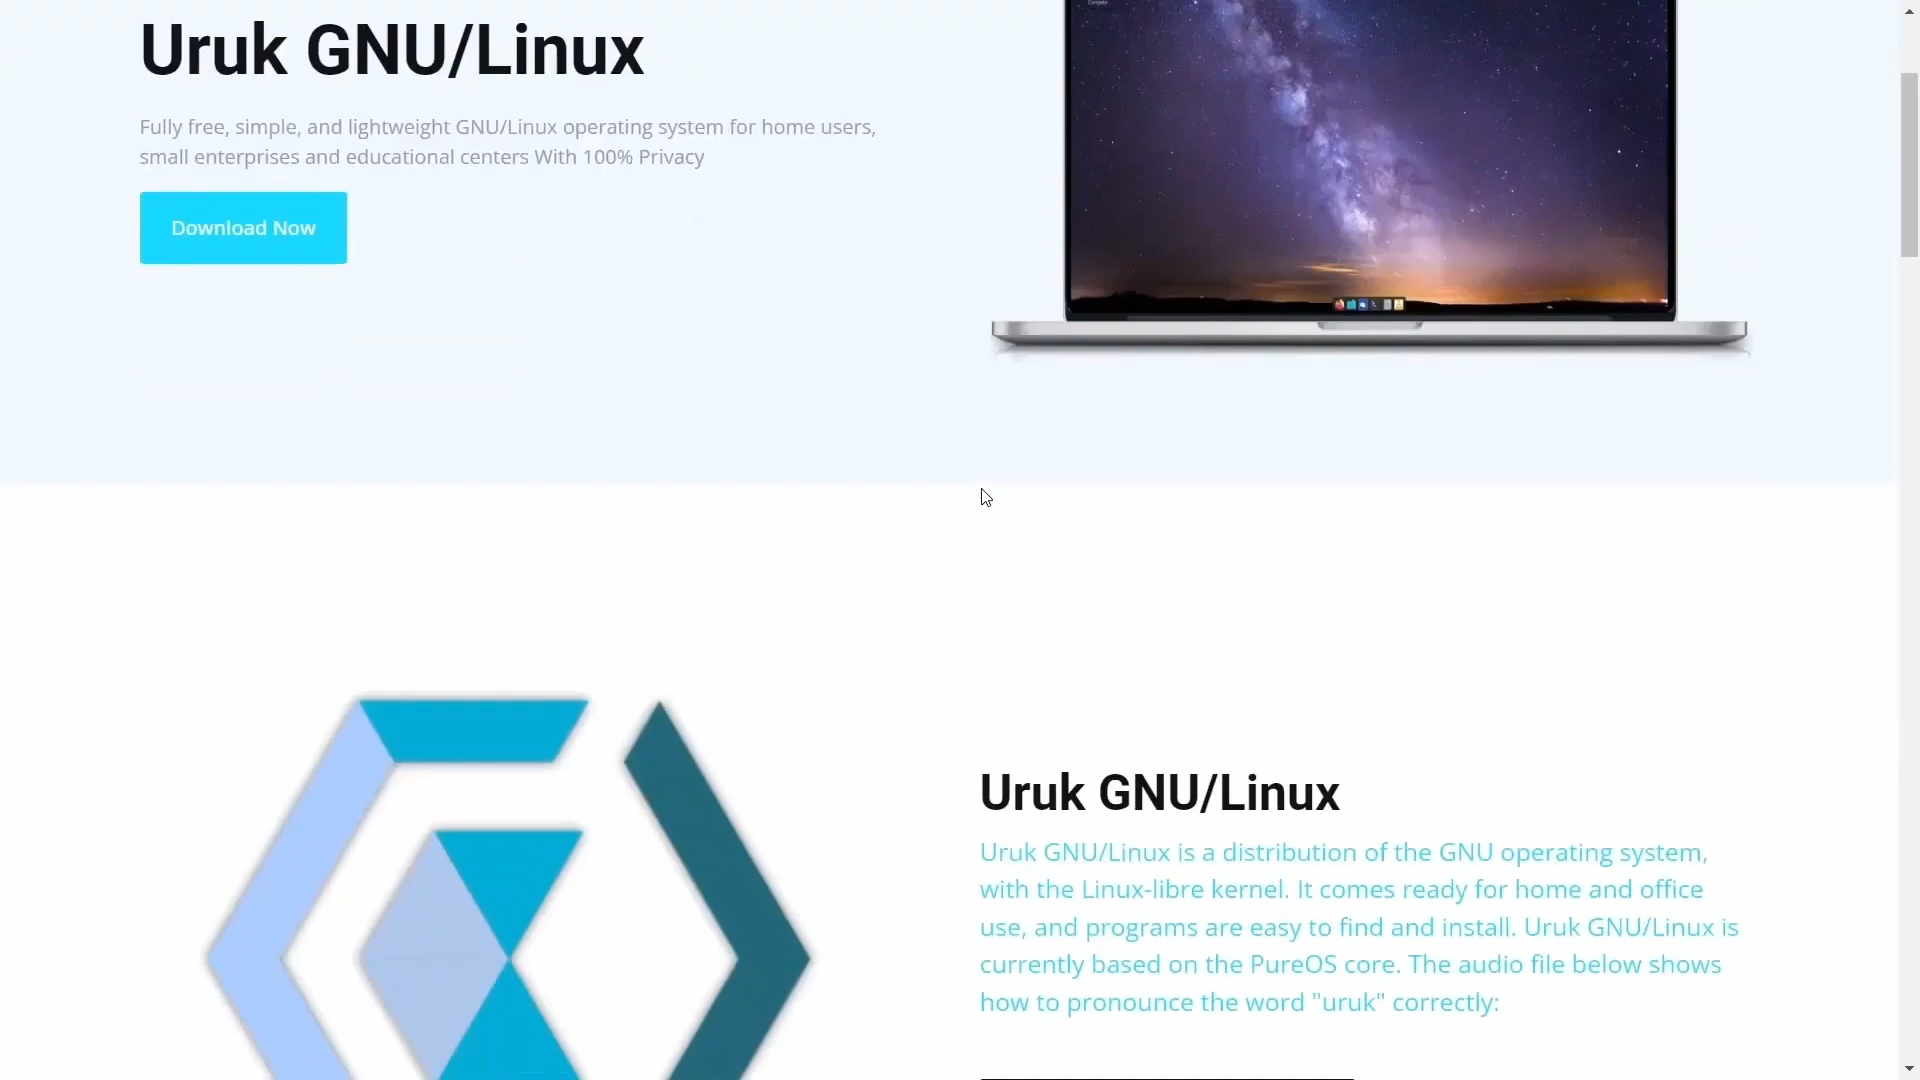 Uruk GNU/Linux
Fully free, simple, and lightweight GNU/Linux operating system for home users,
small enterprises and educational centers With 100% Privacy
Download Now
Uruk GNU/Linux
Uruk GNU/Linux is a distribution of the GNU operating system,
with the Linux-libre kernel. It comes ready for home and office
use, and programs are easy to find and install. Uruk GNU/Linux is
currently based on the PureOS core. The audio file below shows
how to pronounce the word "uruk" correctly: